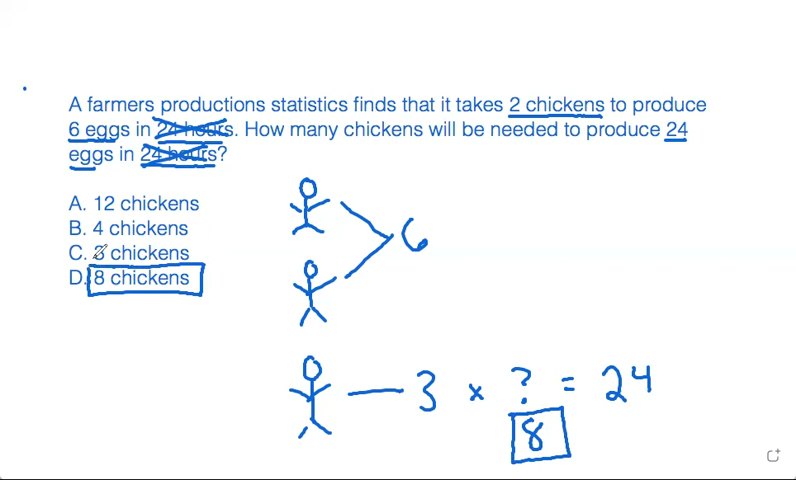 A farmers productions statistics finds that it takes 2 chickens to produce
6 eggs in 24 hours. How many chickens will be needed to produce 24
eggs in 24 hours?
A. 12 chickens
B. 4 chickens
C. 3 chickens
D. 8 chickens
6
3 x ? = 24
8